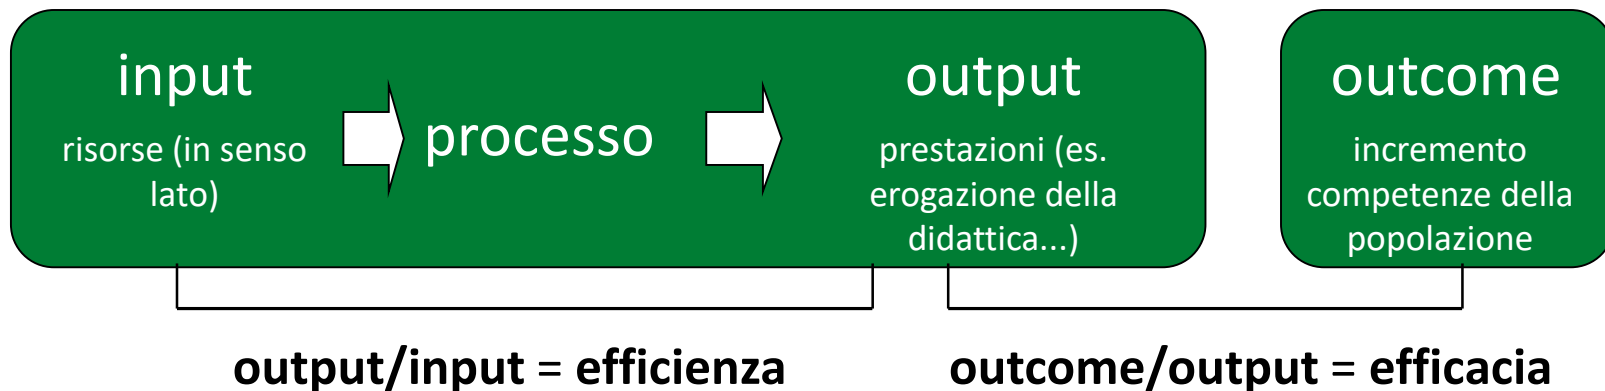 input
risorse (in senso
lato)
processo
output
prestazioni (es.
erogazione della
didattica...)
outcome
incremento
competenze della
popolazione
output/input = efficienza
outcome/output = efficacia